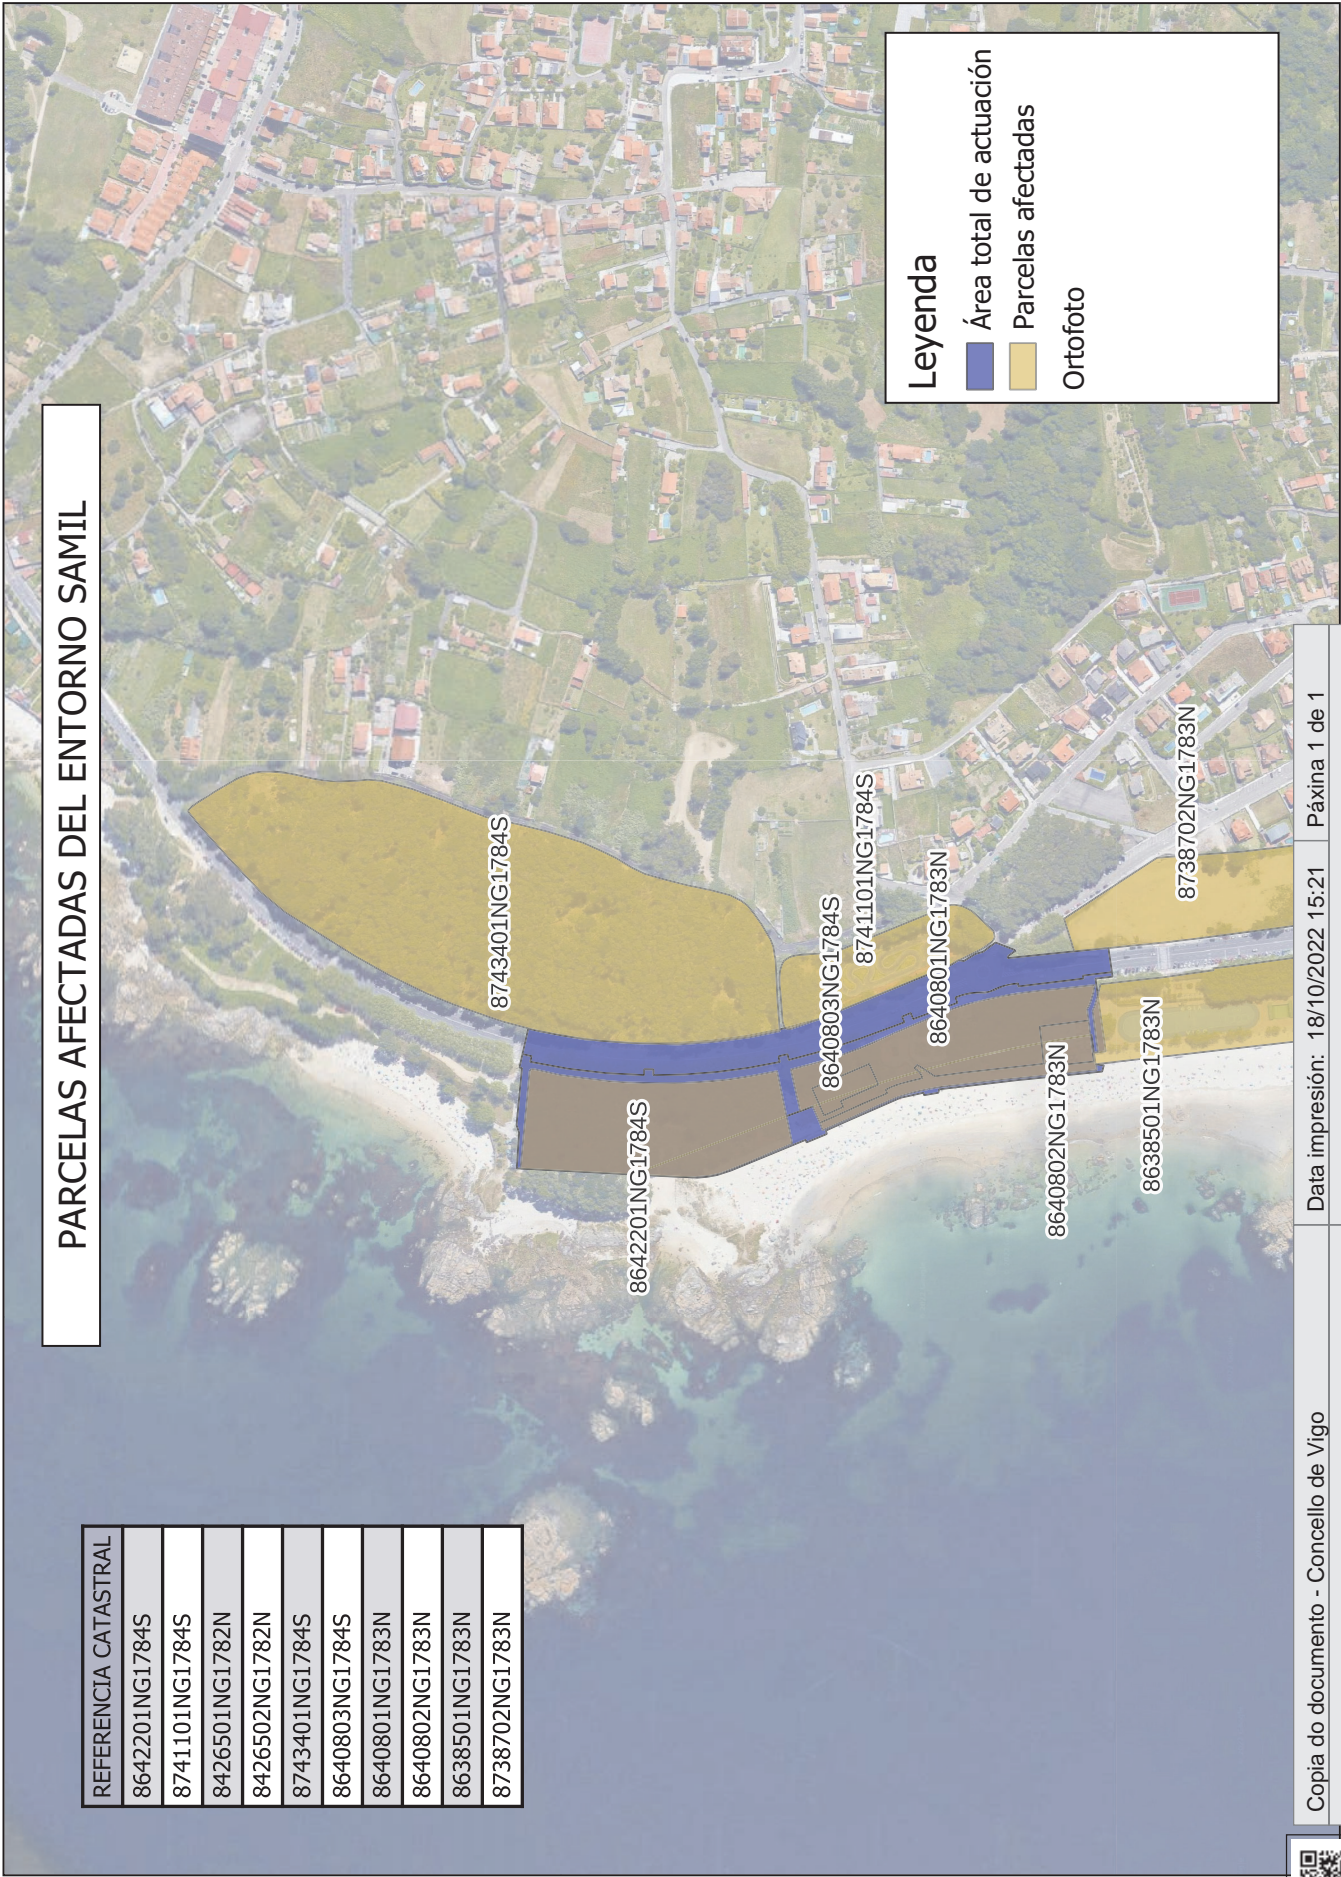 PARCELAS AFECTADAS DEL ENTORNO SAMIL
REFERENCIA CATASTRAL
8642201NG1784S
8741101NG1784S
8426501NG1782N
8426502NG1782N
8743401NG1784S
8640803NG1784S
8640801NG1783N
8640802NG1783N
8638501NG1783N
8738702NG1783N
8743401NG1784S
8642201NG1784S
8640803NG1784S
8741101NG1784S
8640801NG1783N
8640802NG1783N
8638501NG1783N
8738702NG1783N
Leyenda
Área total de actuación
Parcelas afectadas
Ortofoto
Copia do documento - Concello de Vigo
Data impresión: 18/10/2022 15:21
Páxina 1 de 1